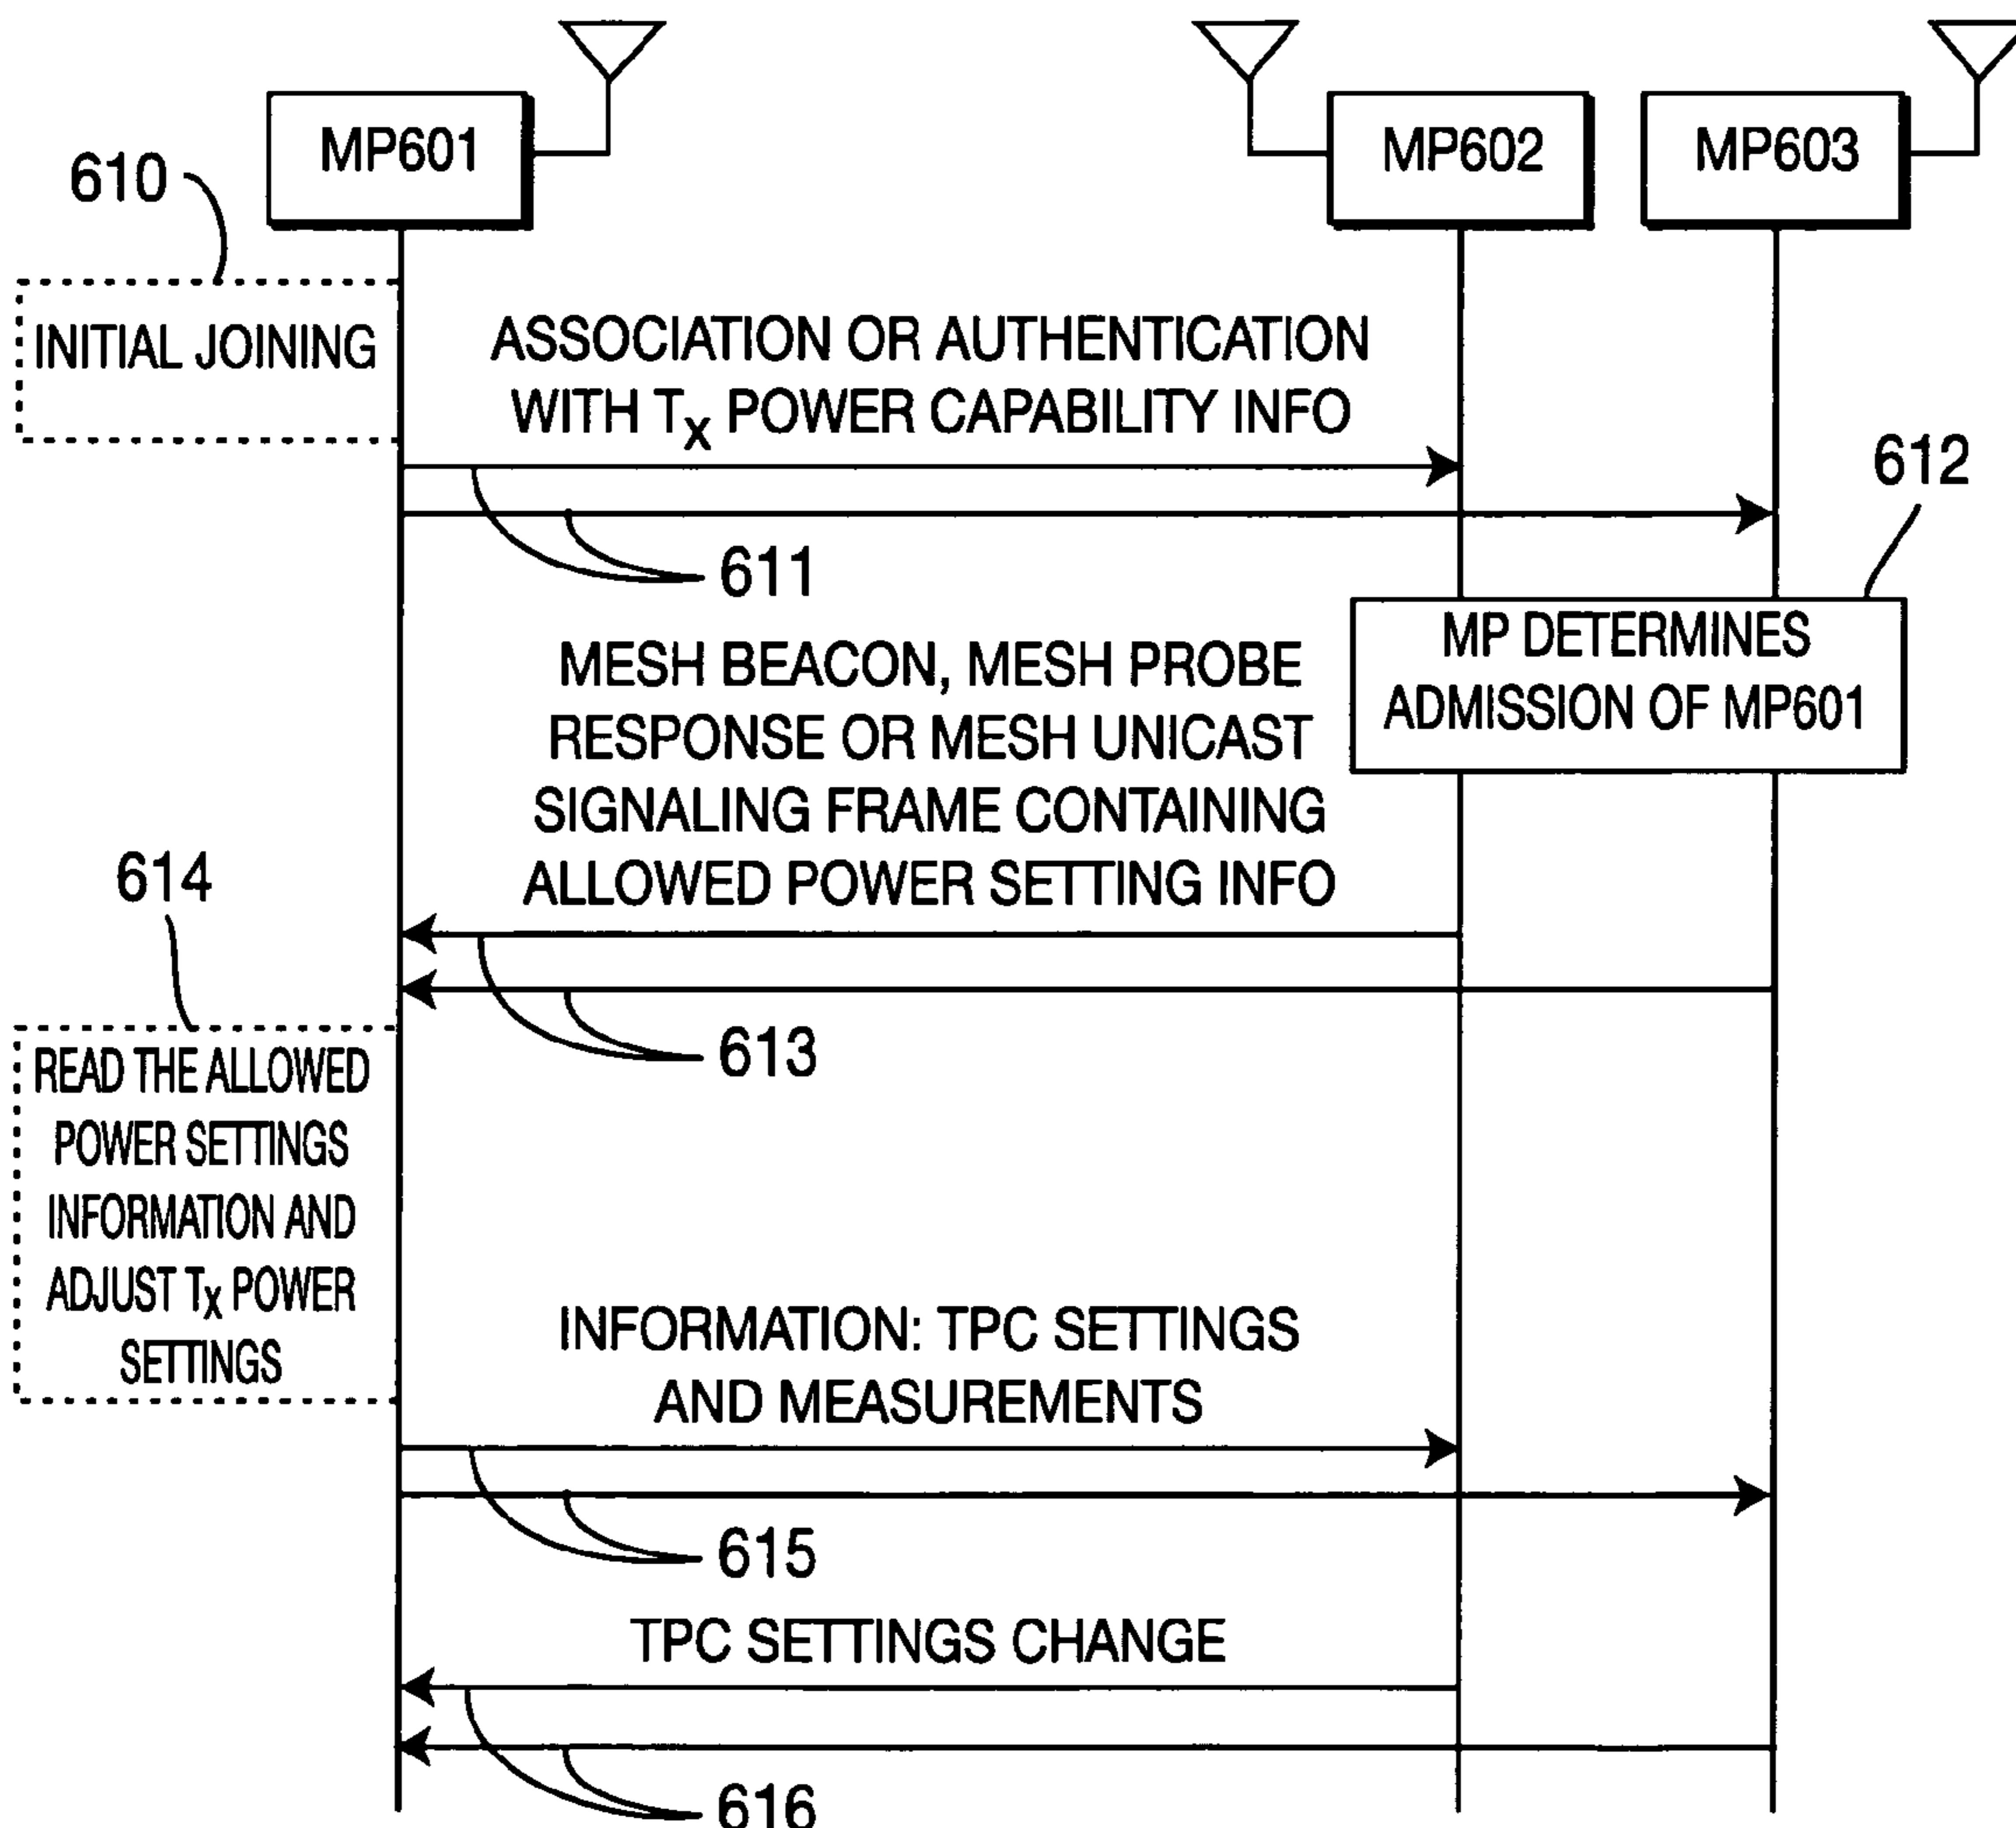 MP601
MP602
MP603
610
INITIAL JOINING
ASSOCIATION OR AUTHENTICATION
WITH Tx POWER CAPABILITY INFO
612
611
MP DETERMINES
ADMISSION OF MP601
MESH BEACON, MESH PROBE
RESPONSE OR MESH UNICAST
SIGNALING FRAME CONTAINING
ALLOWED POWER SETTING INFO
614
613
READ THE ALLOWED
POWER SETTINGS
INFORMATION AND
ADJUST Tx POWER
SETTINGS
INFORMATION: TPC SETTINGS
AND MEASUREMENTS
615
TPC SETTINGS CHANGE
616